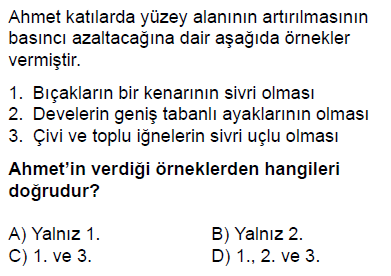 Ahmet katılarda yüzey alanının artırılmasının
basıncı azaltacağına dair aşağıda örnekler
vermiştir.
1. Bıçakların bir kenarının sivri olması
2. Develerin geniş tabanlı ayaklarının olması
3. Çivi ve toplu iğnelerin sivri uçlu olması
Ahmet'in verdiği örneklerden hangileri
doğrudur?
A) Yalnız 1. B) Yalnız 2.
C) 1. ve 3. D) 1., 2. ve 3.